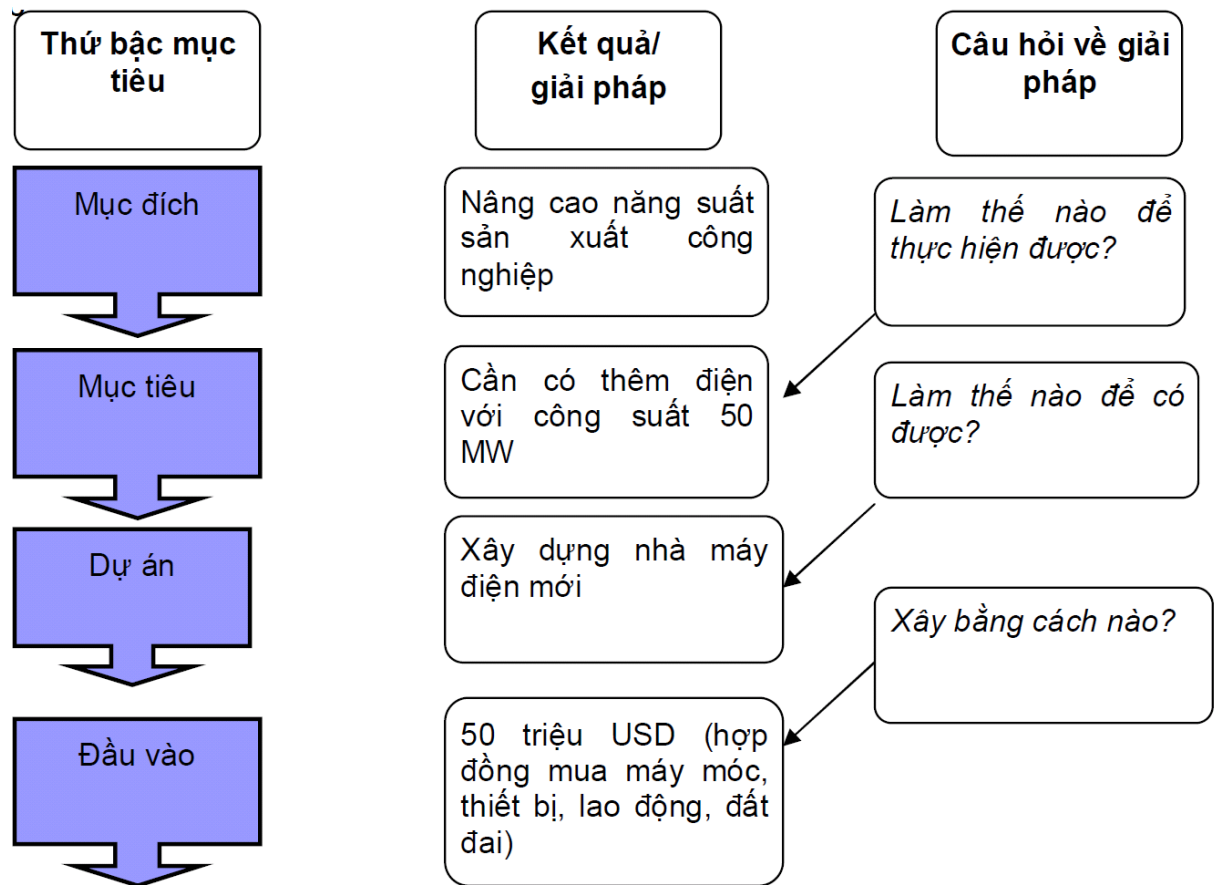 Thứ bậc mục
tiêu
Kết quả/
giải pháp
Câu hỏi về giải
pháp
Mục đích
Nâng cao năng suất
sản xuất công
nghiệp
Làm thế nào để
thực hiện được?
Mục tiêu
Cần có thêm điện
với công suất 50
MW
Làm thế nào để có
được?
Dự án
Xây dựng nhà máy
điện mới
Xây bằng cách nào?
Đầu vào
50 triệu USD (hợp
đồng mua máy móc,
thiết bị, lao động, đất
đai)